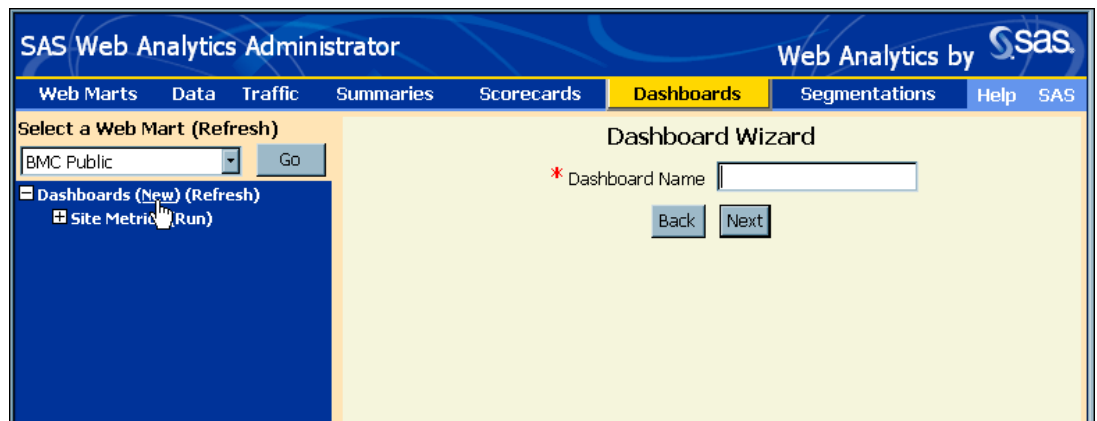 SAS Web Analytics Administrator
Web Analytics by sas.
Web Marts Data Traffic Summaries Scorecards Dashboards Segmentations Help SAS
Select a Web Mart (Refresh)
BMC Public Go
Dashboards (New) (Refresh)
Site Metric (Run)
Dashboard Wizard
* Dashboard Name
Back Next